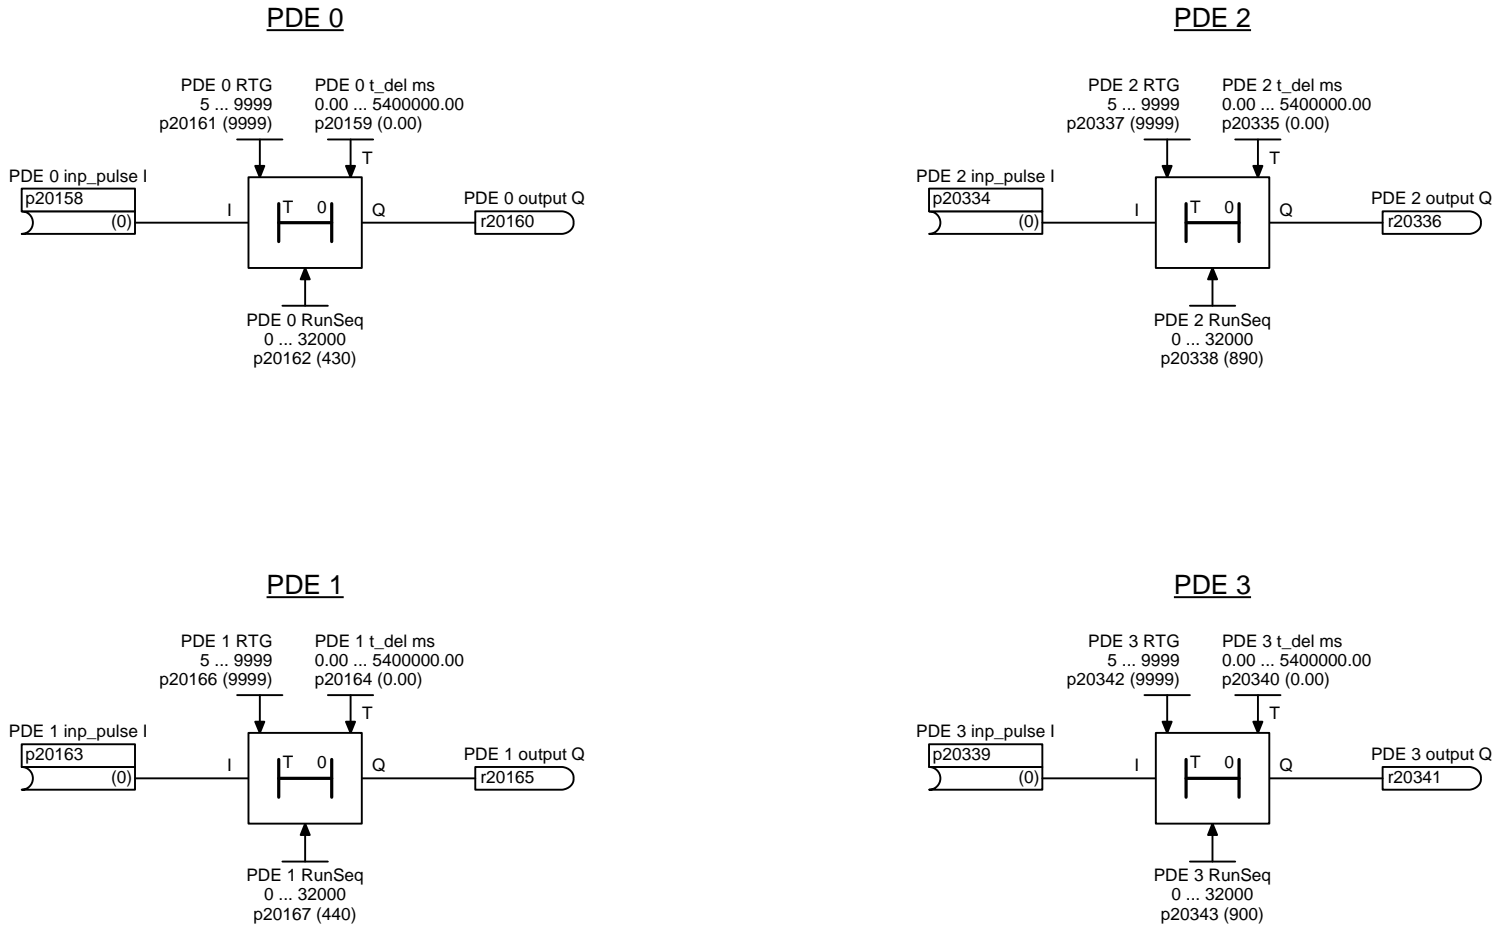 PDE 0
PDE 0 RTG
5 ... 9999
p20161 (9999)
PDE 0 t_del ms
0.00 ... 5400000.00
p20159 (0.00)
T
PDE 0 inp_pulse I
p20158
(0)
I
T 0
Q
PDE 0 output Q
r20160
PDE 0 RunSeq
0 ... 32000
p20162 (430)
PDE 2
PDE 2 RTG
5 ... 9999
p20337 (9999)
PDE 2 t_del ms
0.00 ... 5400000.00
p20335 (0.00)
T
PDE 2 inp_pulse I
p20334
(0)
I
T 0
Q
PDE 2 output Q
r20336
PDE 2 RunSeq
0 ... 32000
p20338 (890)
PDE 1
PDE 1 RTG
5 ... 9999
p20166 (9999)
PDE 1 t_del ms
0.00 ... 5400000.00
p20164 (0.00)
T
PDE 1 inp_pulse I
p20163
(0)
I
T 0
Q
PDE 1 output Q
r20165
PDE 1 RunSeq
0 ... 32000
p20167 (440)
PDE 3
PDE 3 RTG
5 ... 9999
p20342 (9999)
PDE 3 t_del ms
0.00 ... 5400000.00
p20340 (0.00)
T
PDE 3 inp_pulse I
p20339
(0)
I
T 0
Q
PDE 3 output Q
r20341
PDE 3 RunSeq
0 ... 32000
p20343 (900)